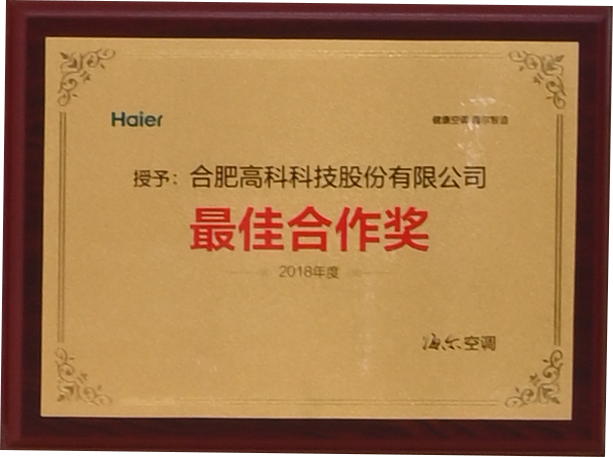 Haier
健康空调 海尔智造
授予：合肥高科科技股份有限公司
最佳合作奖
2018年度
海尔空调